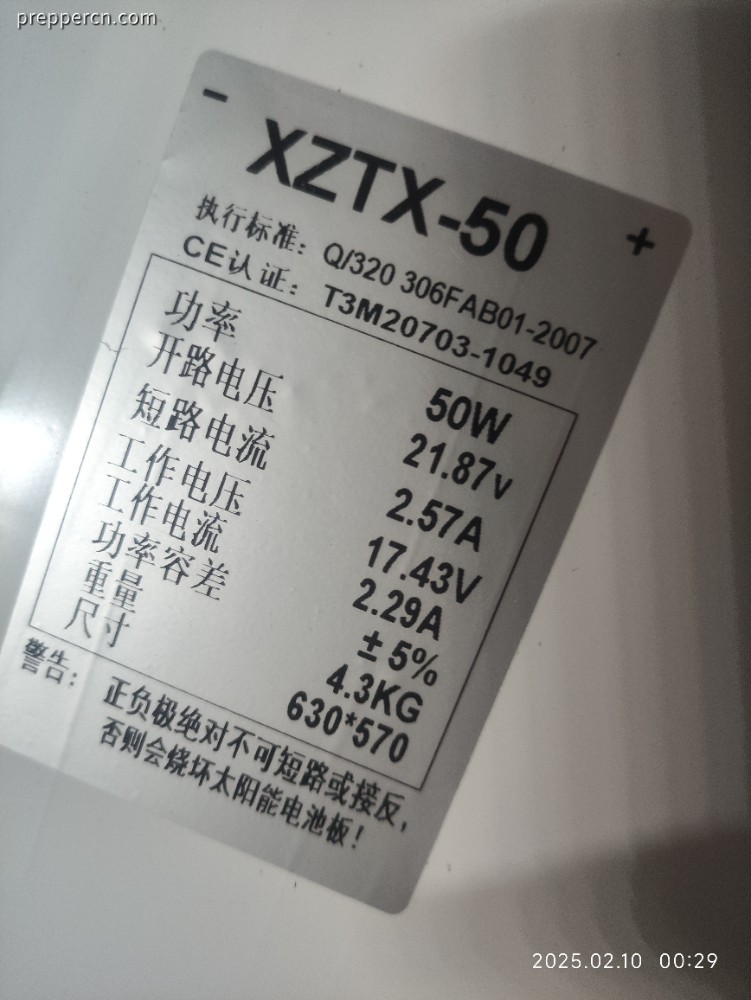 preppercn.com
- XZTX-50 +
执行标准: Q/320 306FAB01-2007
CE认证: T3M20703-1049
功率 50W
开路电压 21.87v
短路电流 2.57A
工作电压 17.43V
工作电流 2.29A
功率容差 ±5%
重量 4.3KG
尺寸 630*570
警告: 正负极绝对不可短路或接反,
否则会烧坏太阳能电池板!
2025.02.10 00:29